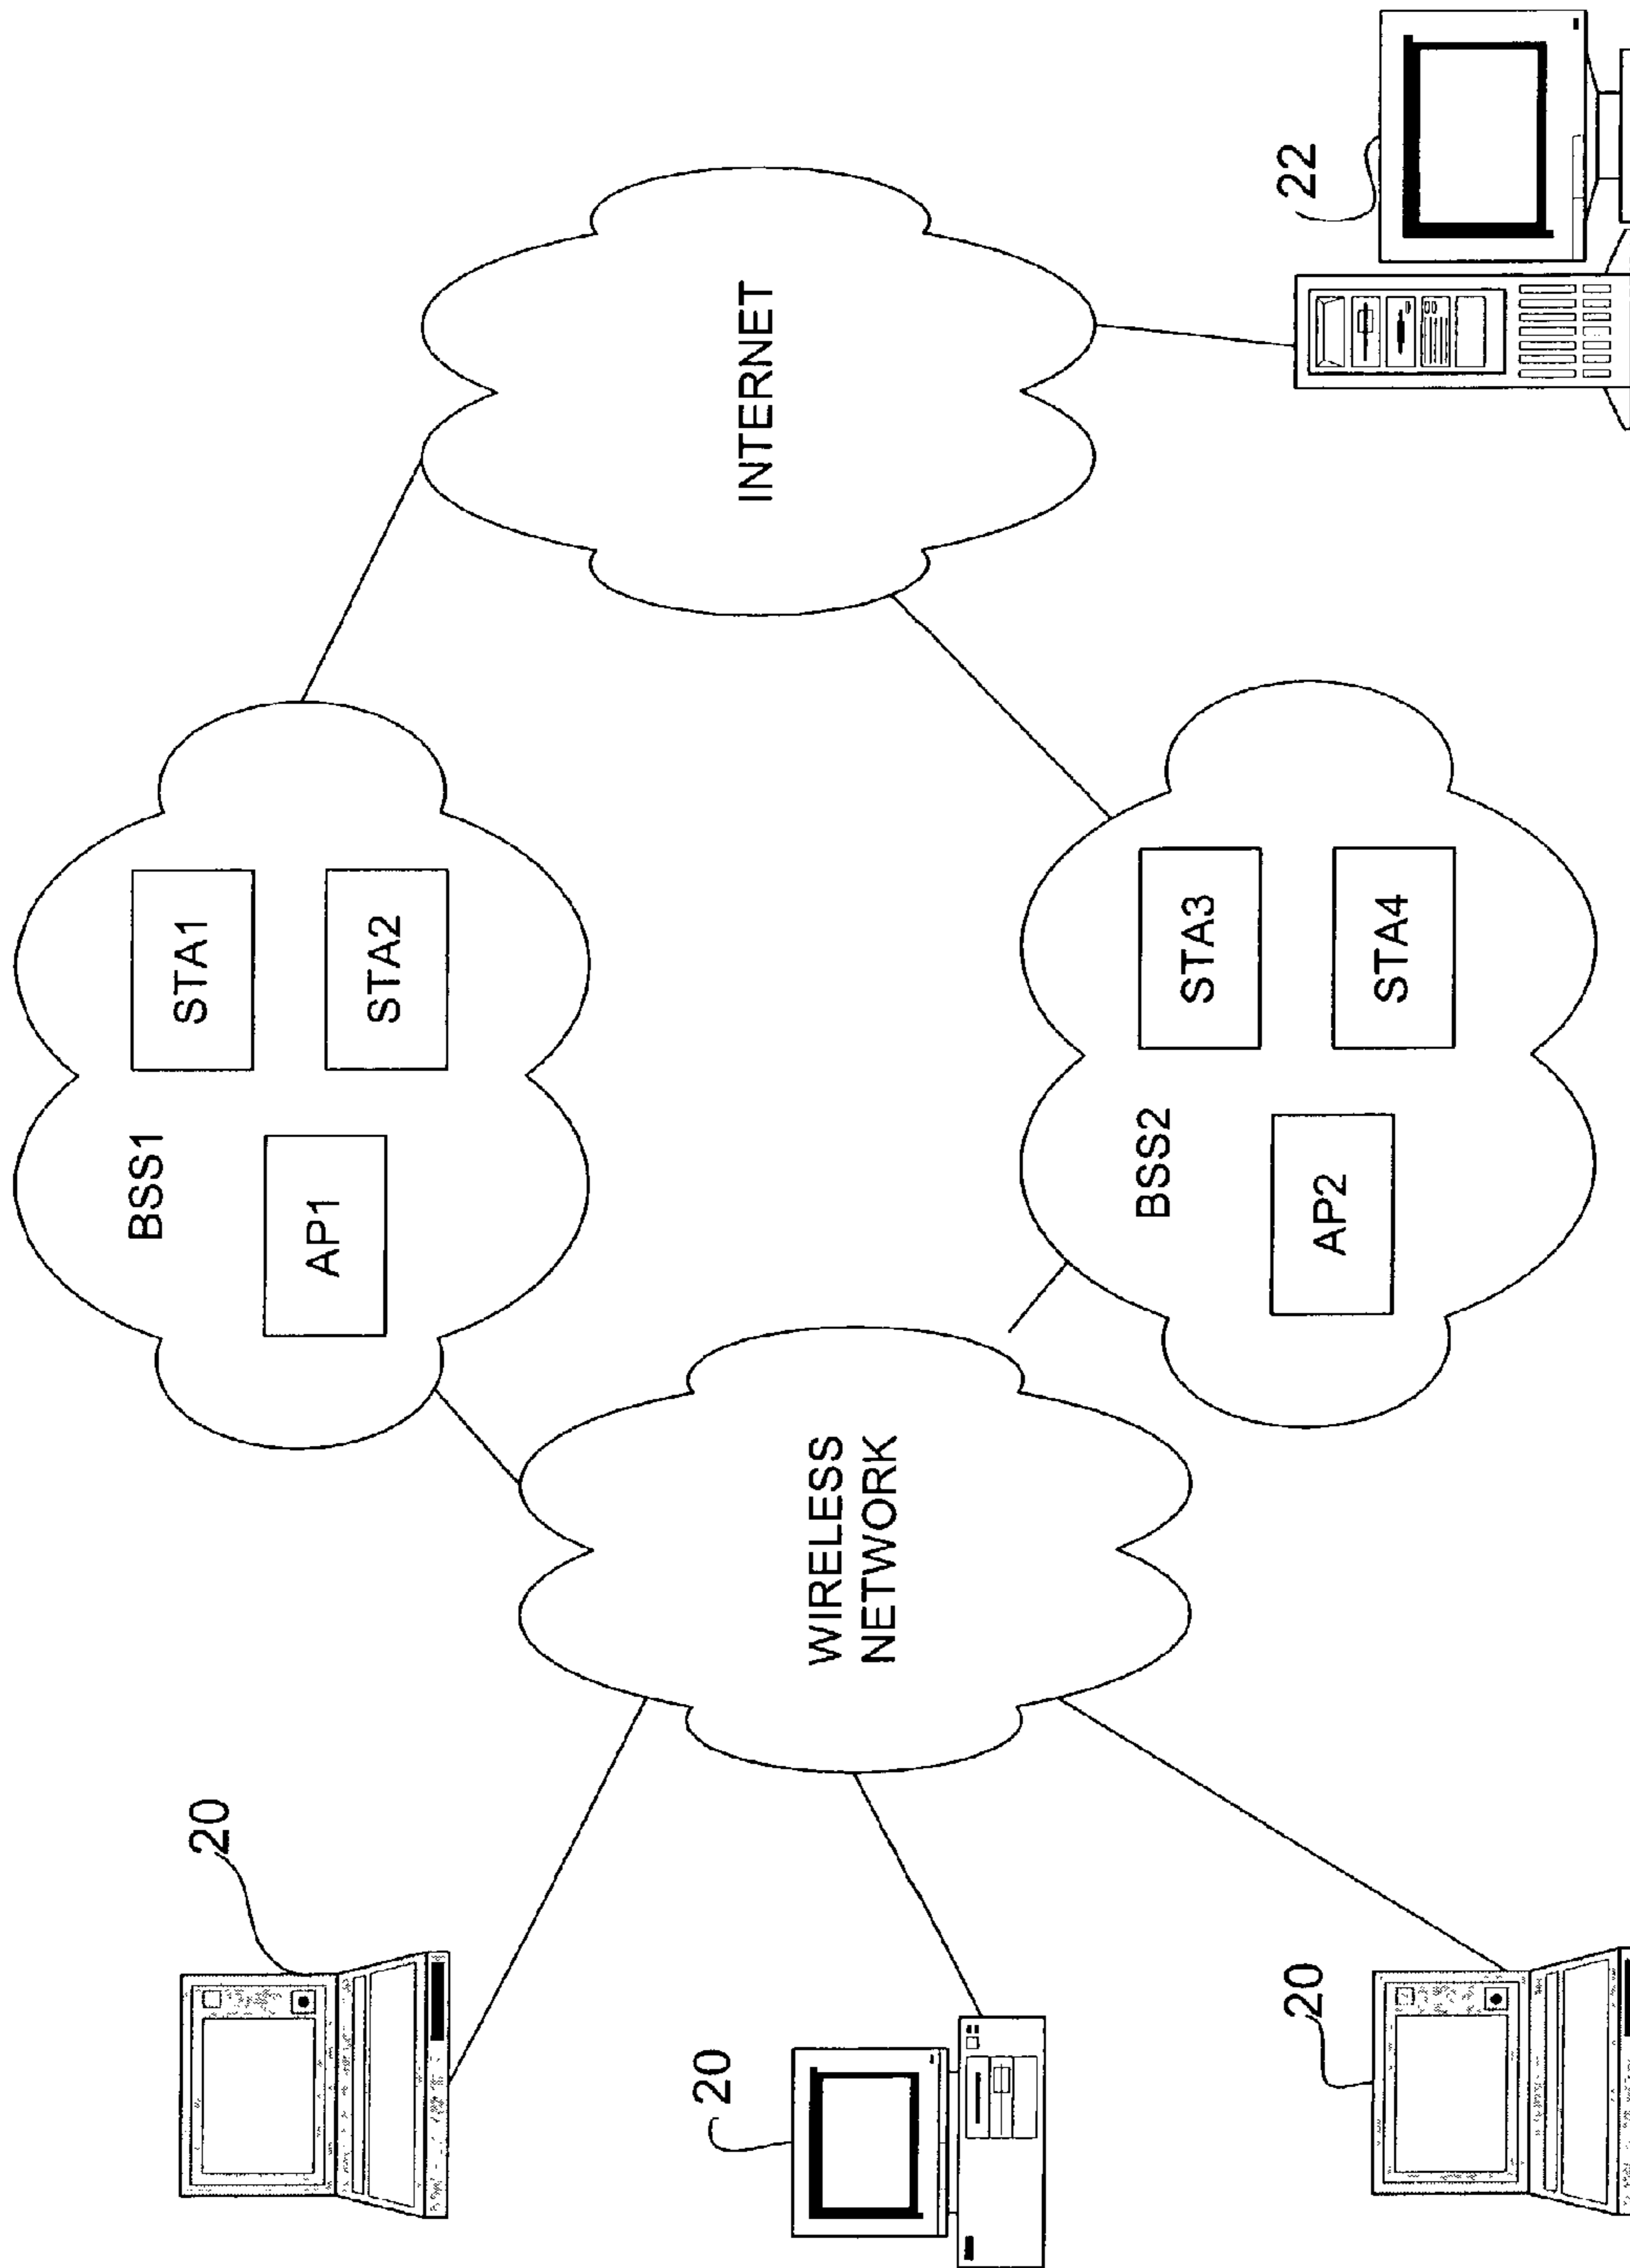 20
20
20
WIRELESS
NETWORK
BSS1
AP1
STA1
STA2
BSS2
AP2
STA3
STA4
INTERNET
22